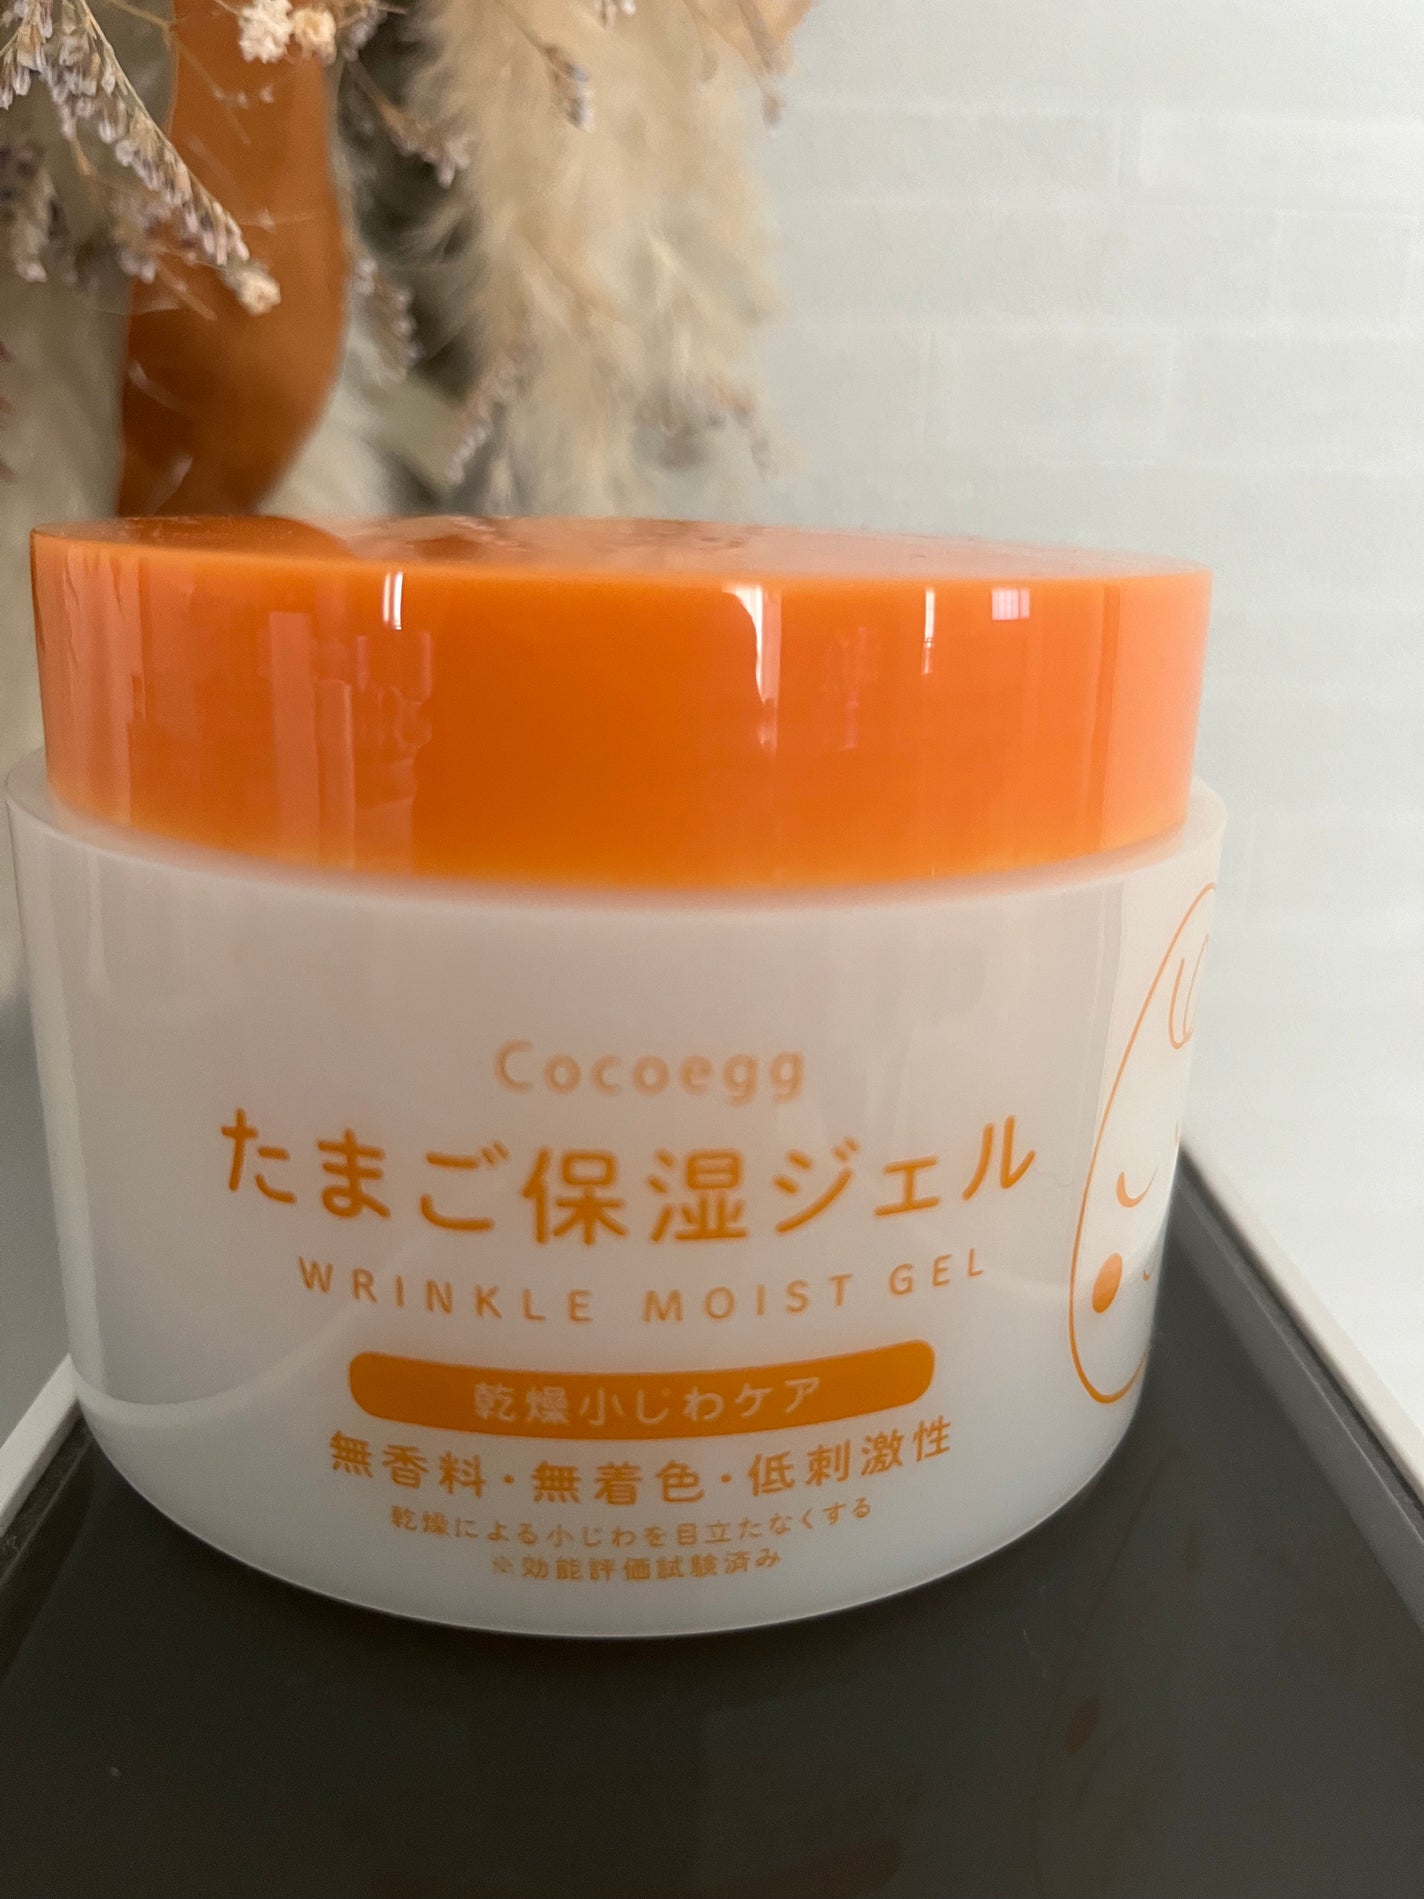 Cocoegg
たまご保湿ジェル
WRINKLE MOIST GEL
乾燥小じわケア
無香料・無着色・低刺激性
乾燥による小じわを目立たなくする
※効能評価試験済み